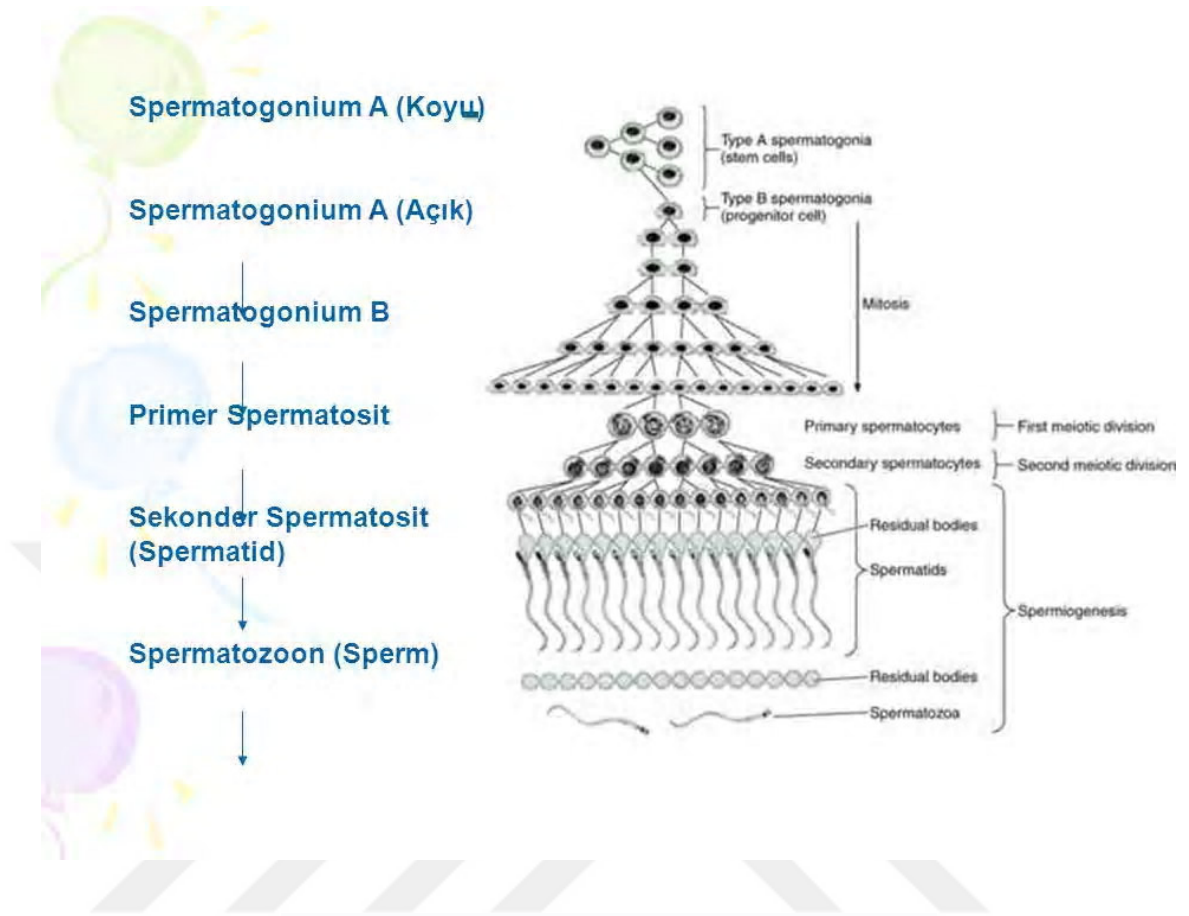 Spermatogonium A (Koyu)
Spermatogonium A (Açık)
Spermatogonium B
Primer Spermatosit
Sekonder Spermatosit
(Spermatid)
Spermatozoon (Sperm)
Type A spermatogonia
(stem cells)
Type B spermatogonia
(progenitor cell)
Mitosis
Primary spermatocytes
First meiotic division
Secondary spermatocytes
Second meiotic division
Residual bodies
Spermatids
Spermiogenesis
Residual bodies
Spermatozoa